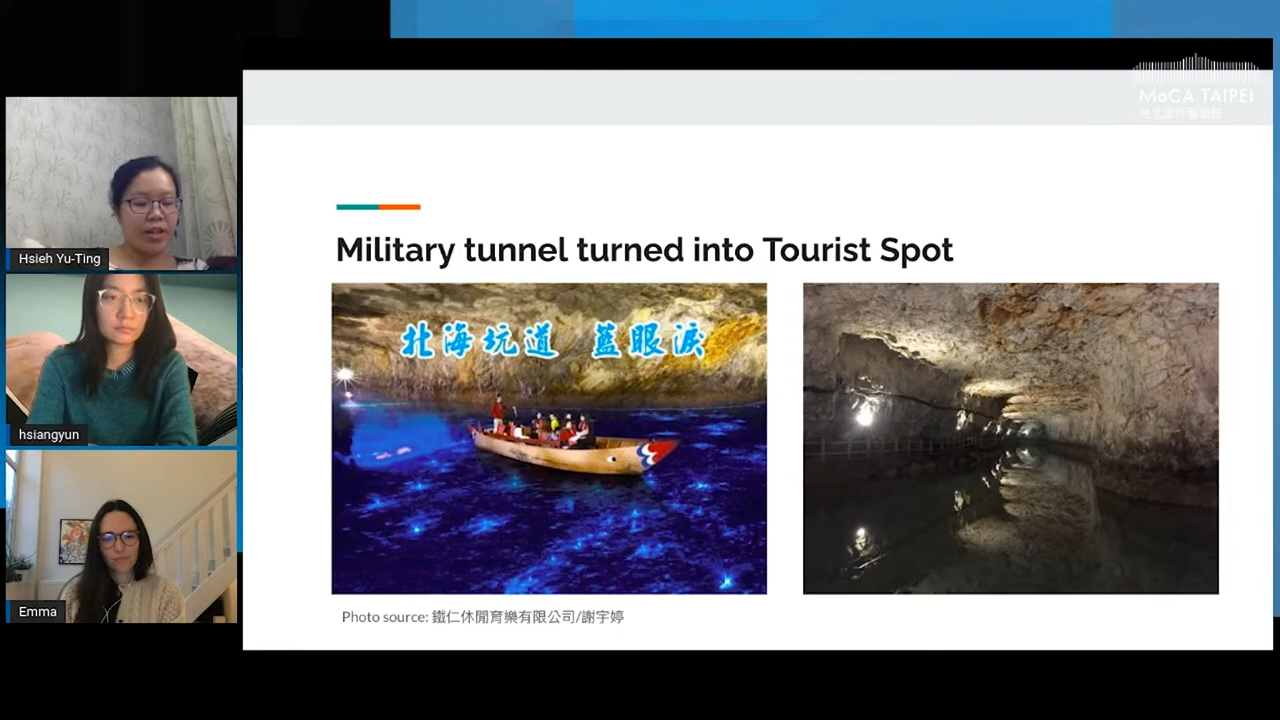 MoCA TAIPEI
台北當代藝術館
Hsieh Yu-Ting
hsiangyun
Emma
Military tunnel turned into Tourist Spot
北海坑道 藍眼淚
Photo source: 鐵仁休閒育樂有限公司/謝宇婷